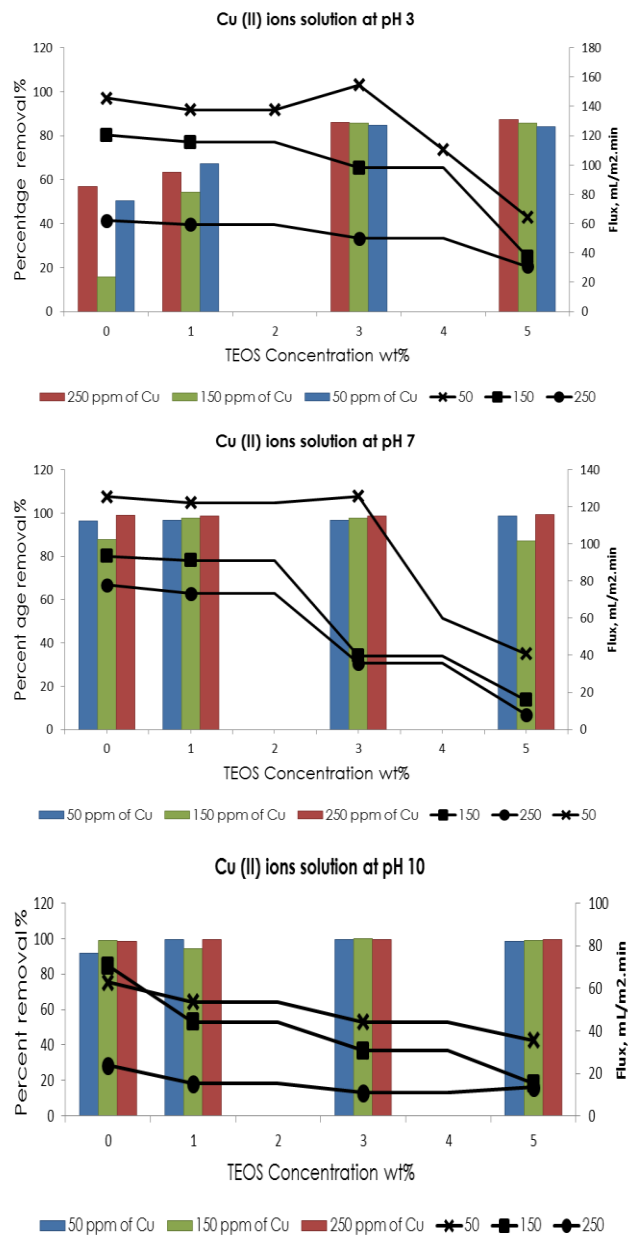 Cu (II) ions solution at pH 3
120
100
80
60
40
20
0
Percentage removal%
180
160
140
120
100
80
60
40
20
0
Flux, mL/m2.min
0 1 2 3 4 5
TEOS Concentration wt%
250 ppm of Cu 150 ppm of Cu 50 ppm of Cu 50 150 250
Cu (II) ions solution at pH 7
120
100
80
60
40
20
0
Percent age removal%
140
120
100
80
60
40
20
0
Flux, mL/m2.min
0 1 2 3 4 5
TEOS Concentration wt%
50 ppm of Cu 150 ppm of Cu 250 ppm of Cu 150 250 50
Cu (II) ions solution at pH 10
120
100
80
60
40
20
0
Percent removal%
100
80
60
40
20
0
Flux, mL/m2.min
0 1 2 3 4 5
TEOS Concentration wt%
50 ppm of Cu 150 ppm of Cu 250 ppm of Cu 50 150 250